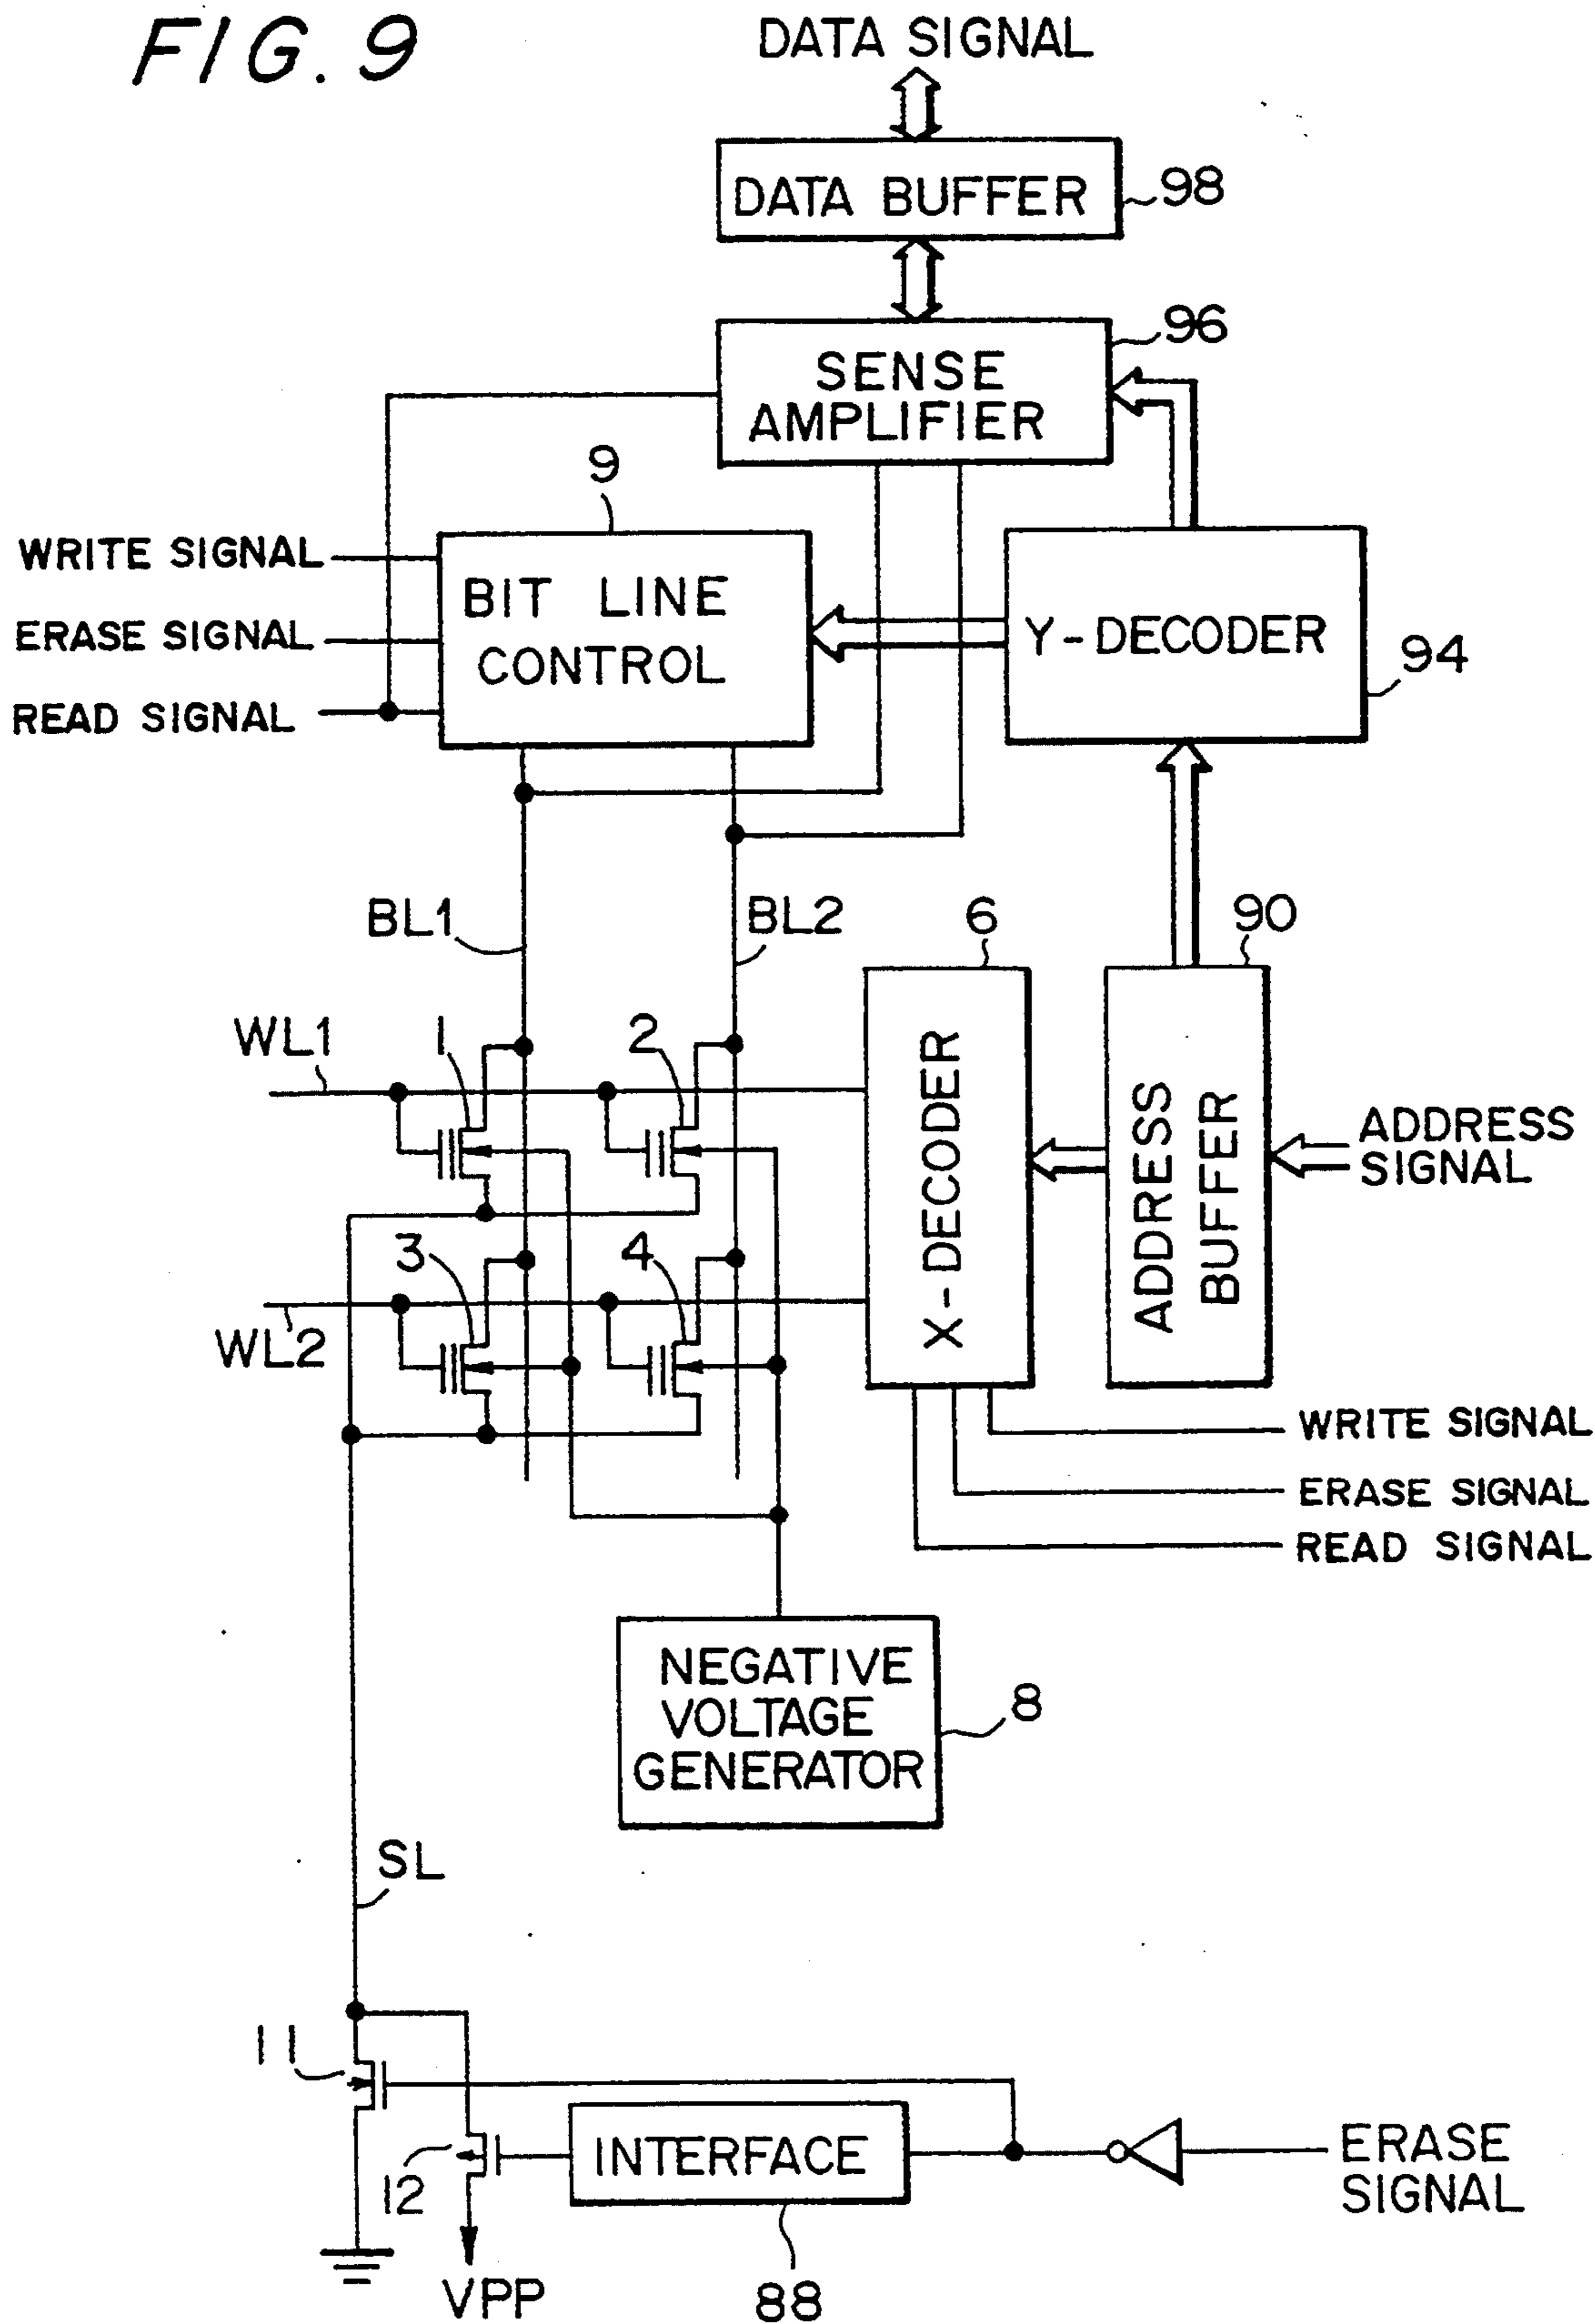 FIG. 9
DATA SIGNAL
DATA BUFFER
98
SENSE
AMPLIFIER
96
9
WRITE SIGNAL
ERASE SIGNAL
READ SIGNAL
BIT LINE
CONTROL
Y-DECODER
94
BL1
BL2
6
90
WL1
1
2
X-DECODER
ADDRESS
BUFFER
ADDRESS
SIGNAL
3
4
WL2
WRITE SIGNAL
ERASE SIGNAL
READ SIGNAL
NEGATIVE
VOLTAGE
GENERATOR
8
SL
11
12
INTERFACE
ERASE
SIGNAL
VPP
88